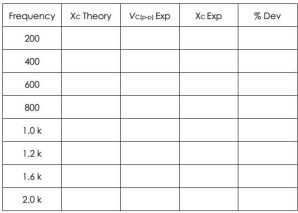 Frequency XC Theory VC(p-p) Exp XC Exp % Dev
200
400
600
800
1.0 k
1.2 k
1.6 k
2.0 k